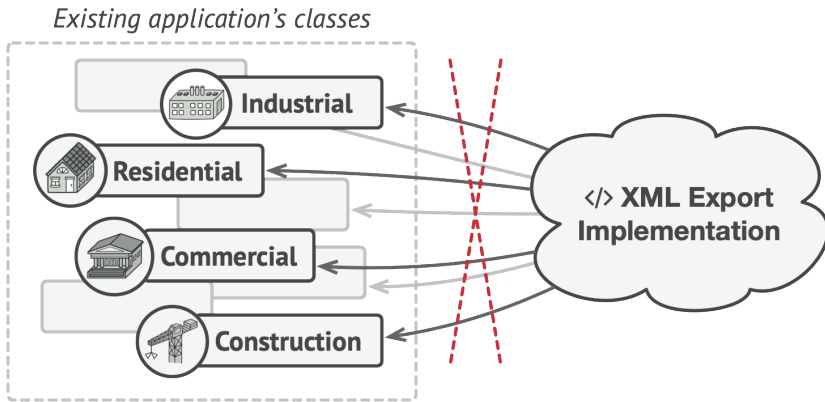 Existing application’s classes
Industrial
Residential
Commercial
Construction
</> XML Export
Implementation